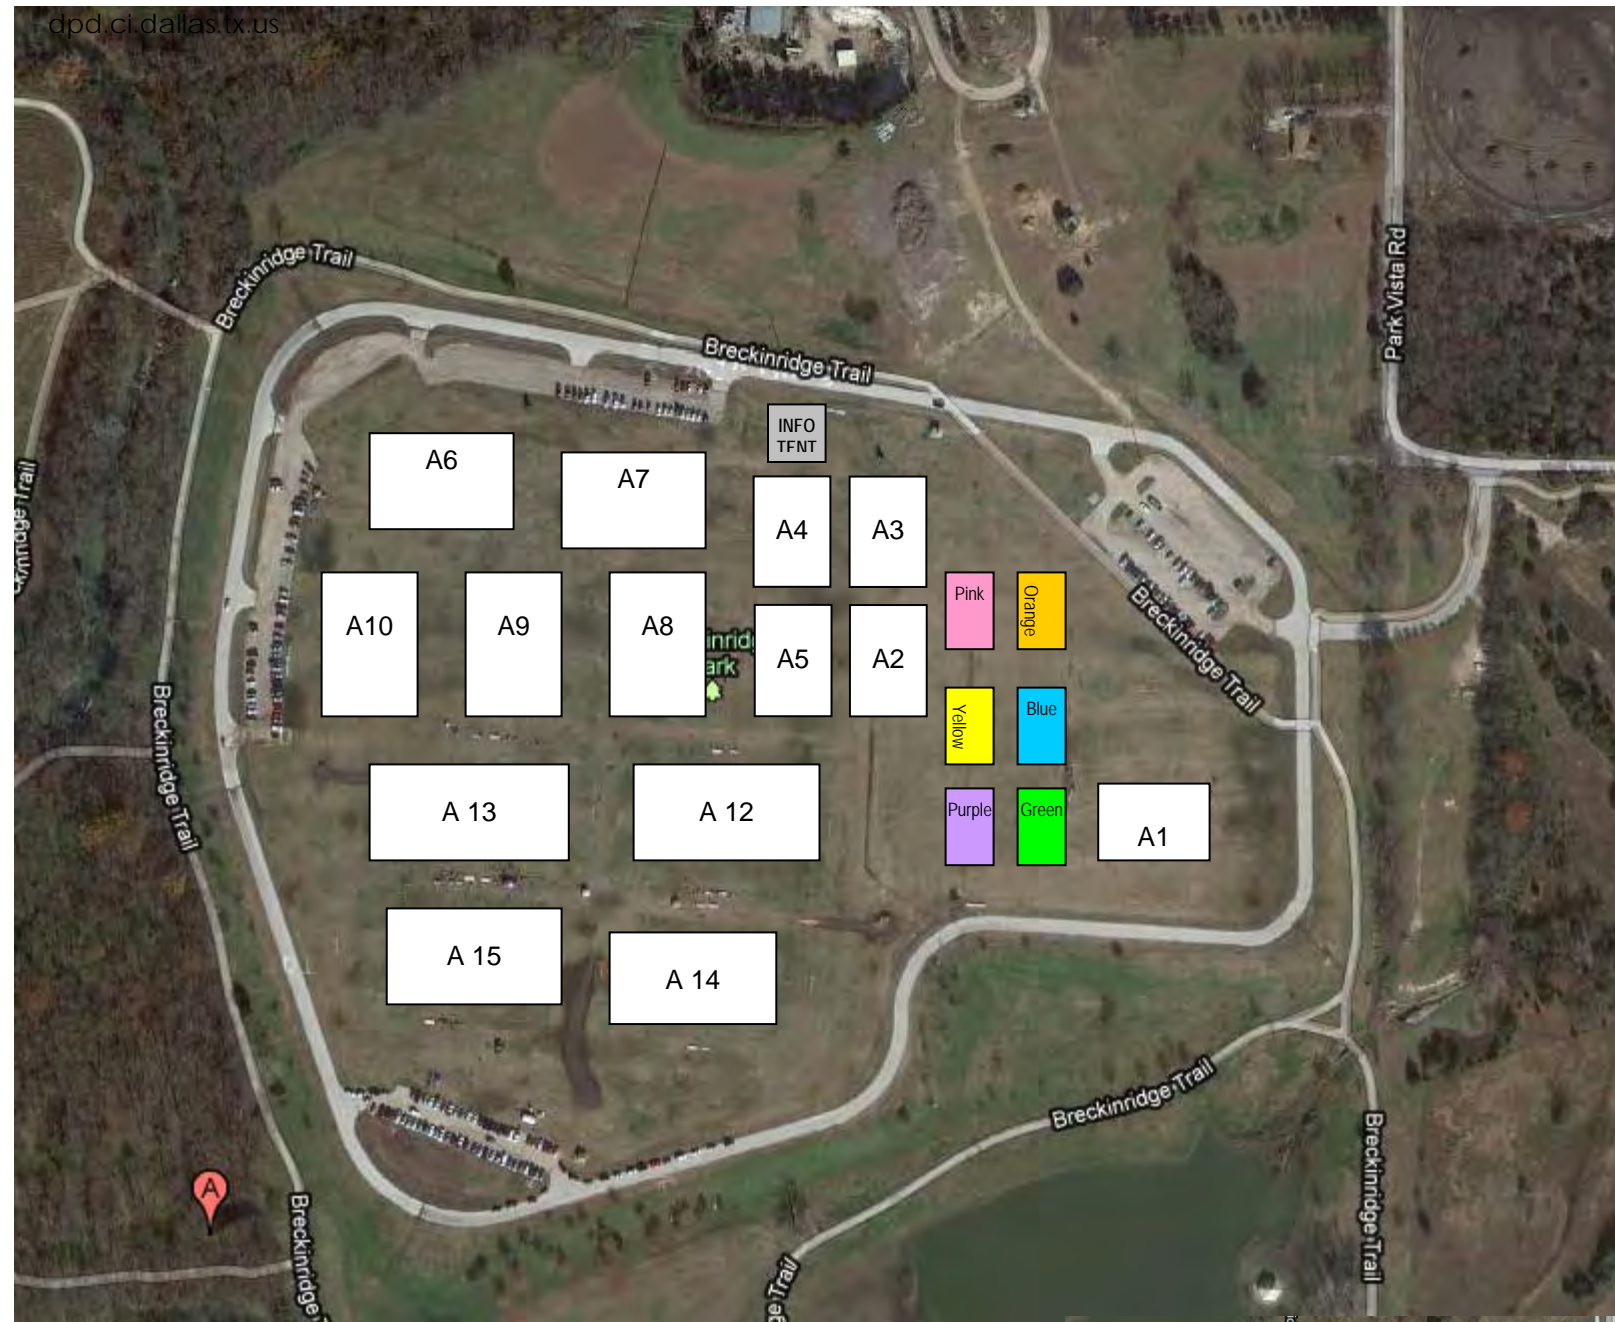 dpd.ci.dallas.tx.us
Breckinridge Trail
Park Vista Rd
Breckinridge Trail
INFO
TENT
A6
A7
A4
A3
Pink
Orange
A10
A9
A8
A5
A2
Breckinridge Trail
Breckinridge Trail
Yellow
Blue
A 13
A 12
Purple
Green
A1
A 15
A 14
Breckinridge Trail
Breckinridge Trail
A
Breckinridge